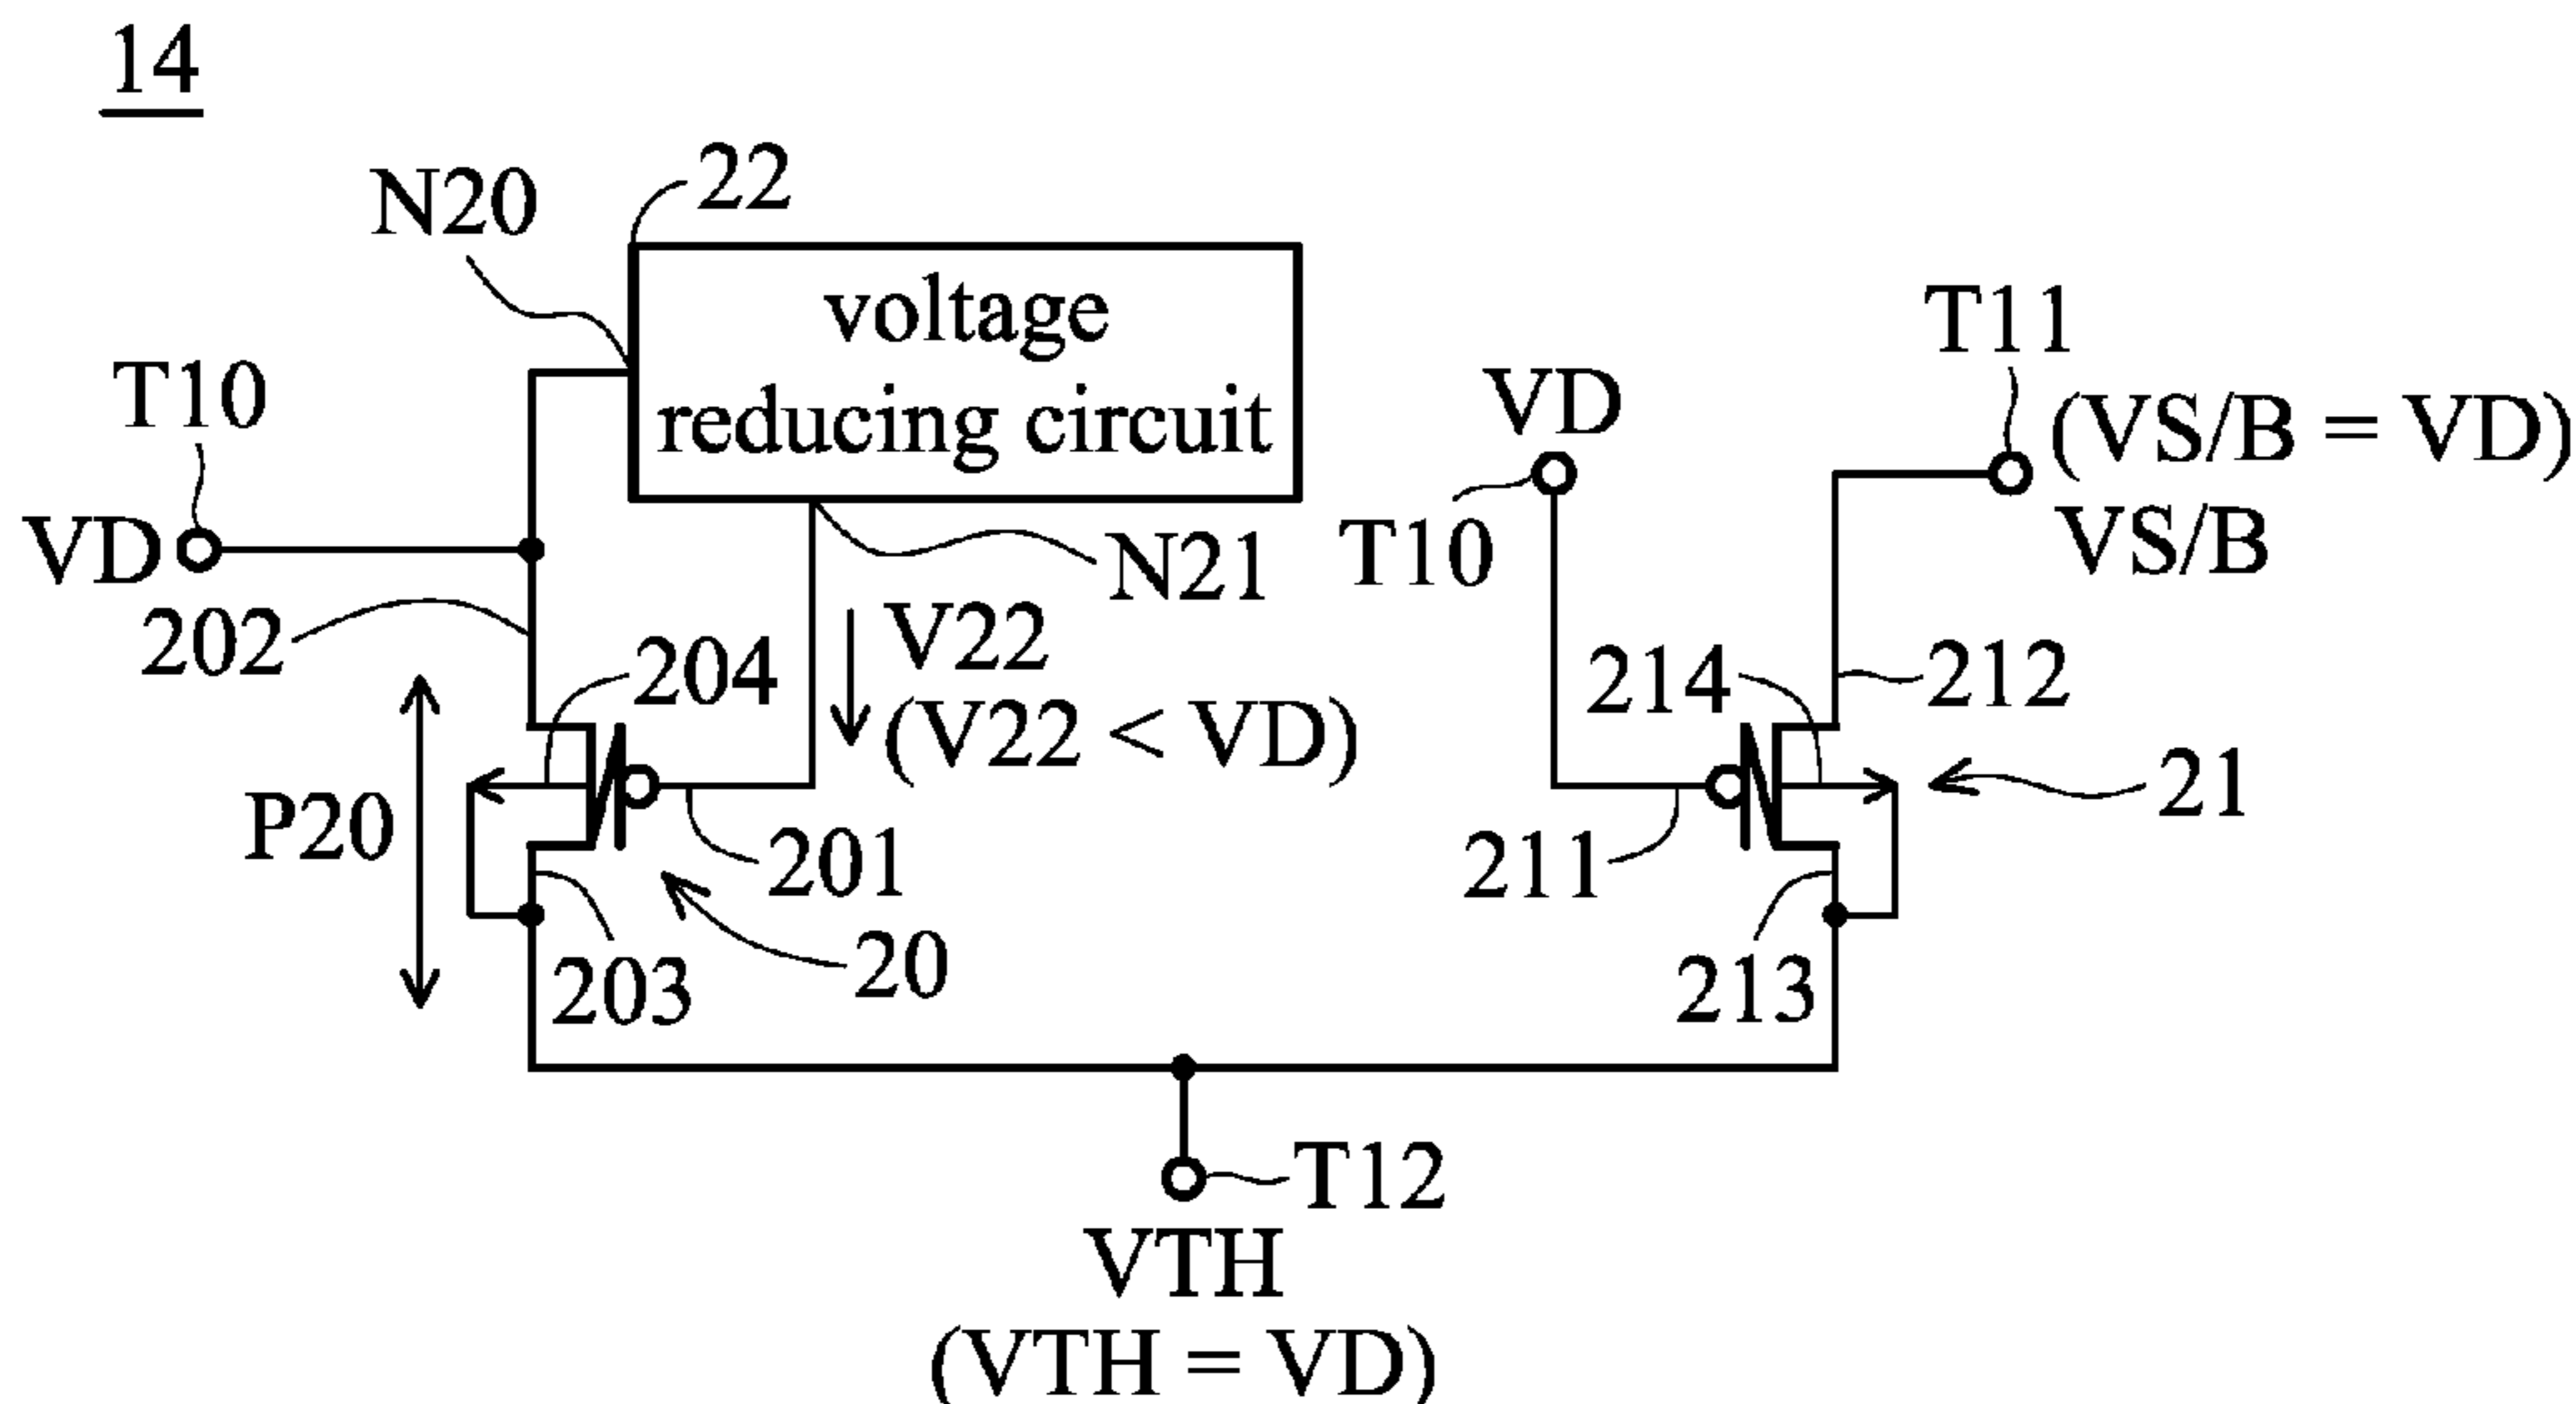 14
N20
22
voltage
reducing circuit
T10
VD
202
204
P20
203
201
20
N21
V22
(V22 < VD)
VD
T10
T11
(VS/B = VD)
VS/B
214
212
21
211
213
T12
VTH
(VTH = VD)